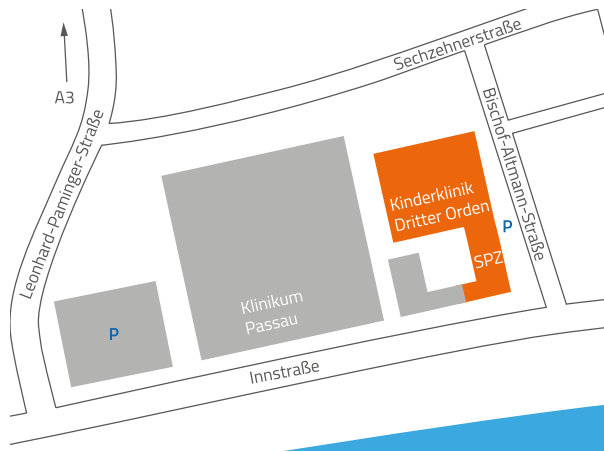 Sechzehnerstraße
A3
Leonhard-Paminger-Straße
Bischof-Altmann-Straße
Kinderklinik
Dritter Orden
P
SPZ
Klinikum
Passau
P
Innstraße